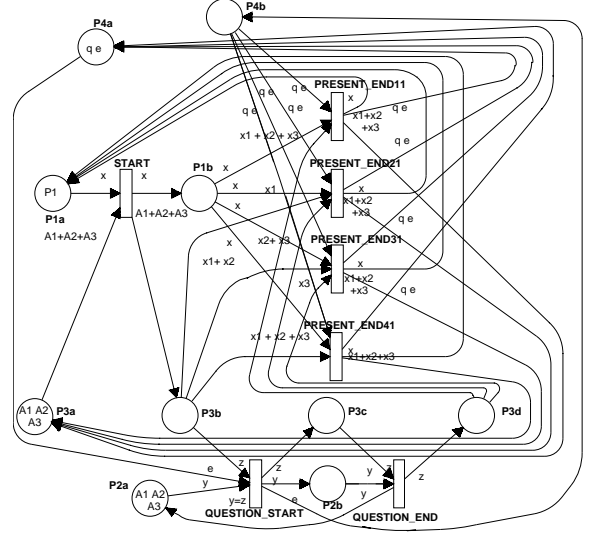 P4b
P4a
q e
PRESENT_END11
q e
x
q e
q e
q e
x1+x2
+x3
x1 + x2 + x3
q e
START
P1b
PRESENT_END21
x
x
x
x
P1
x
x1
x1+x2
+x3
P1a
A1+A2+A3
A1+A2+A3
q e
x
x2+ x3
PRESENT_END31
x1+ x2
x
x1+x2
+x3
x3
q e
PRESENT_END41
x1 + x2 + x3
x
x1+x2+x3
A1 A2
A3
P3a
P3b
P3c
P3d
e
z
z
z
z
P2a
y
y
y
A1 A2
A3
y=z
e
P2b
y
QUESTION_START
QUESTION_END